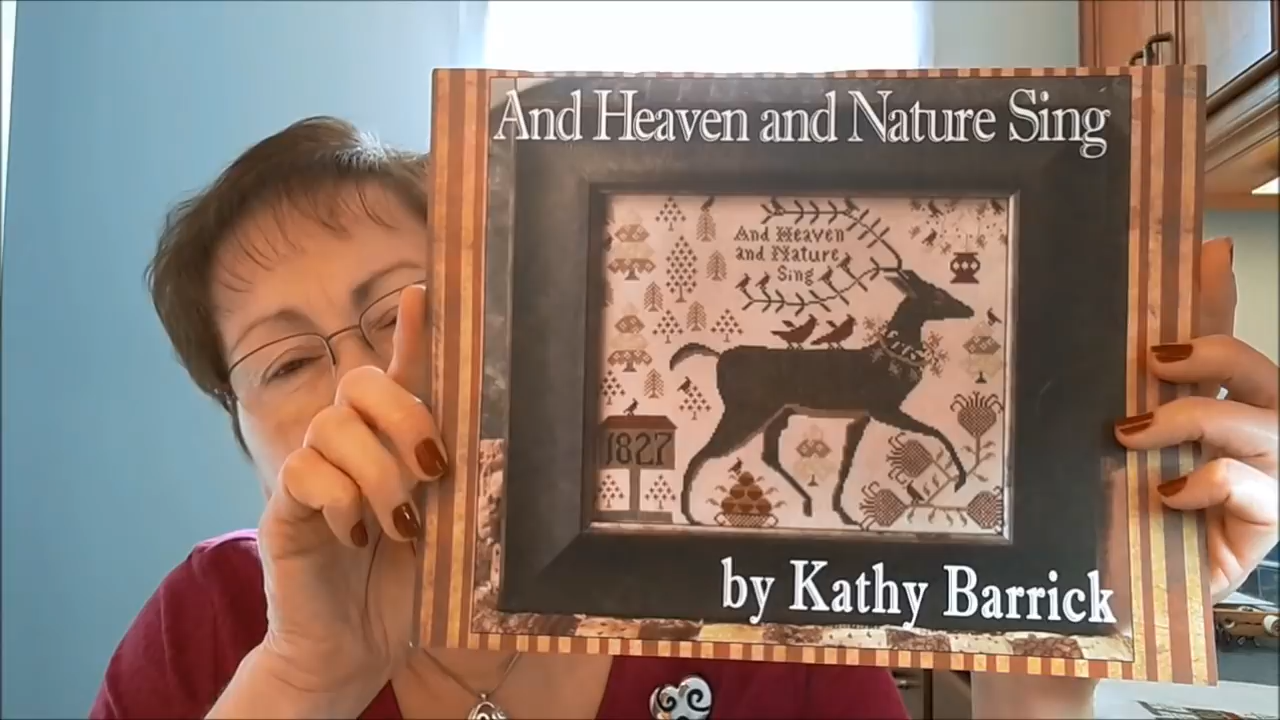 And Heaven and Nature Sing
And Heaven
and Nature
Sing
1827
by Kathy Barrick